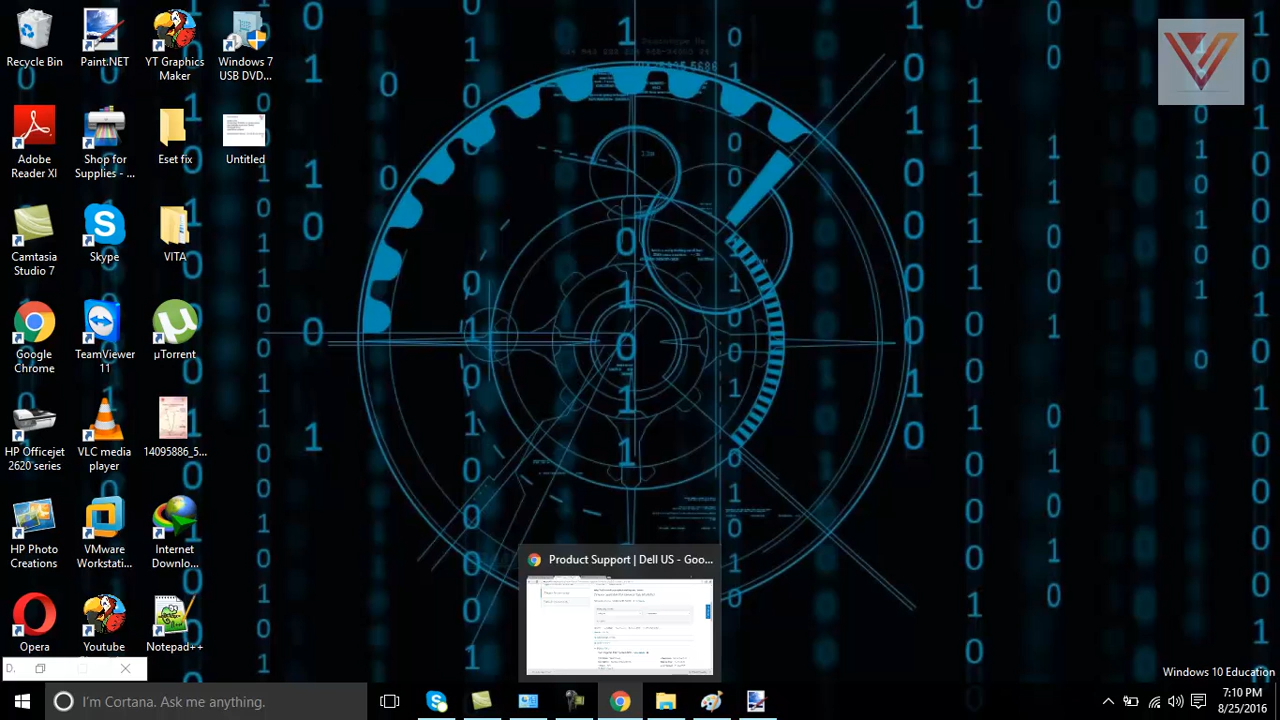 Recycle Bin
Paint.NET
YT Graphics
Maker
Windows 7
USB DVD...
Adobe
Reader XI
Shop for
Supplies - ...
Eset fix
Untitled
Camtasia
Studio 7
Skype
VITA
Google
Chrome
TeamViewer
11
µTorrent
HP Officejet
2620 series
VLC media
player
14095886_5...
HP Photo
Creations
VMware
Workstati...
Internet
Downlo...
Opera
Youtube
Product Support | Dell US - Goo...
Windows 10 Education
I'm Cortana. Ask me anything.
7:10 PM
8/25/2016